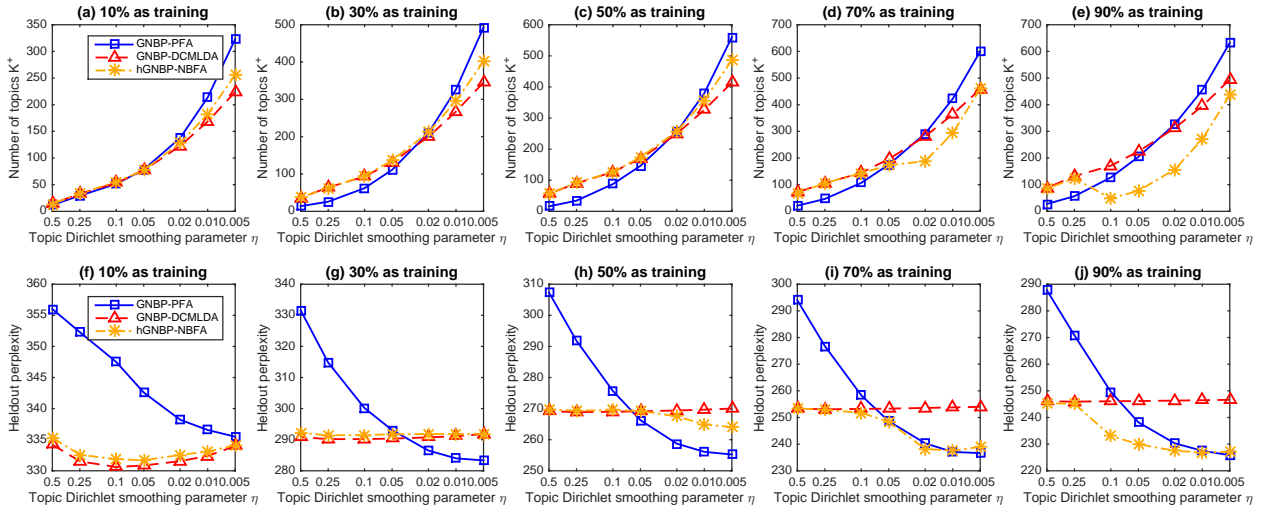 (a) 10% as training
(b) 30% as training
(c) 50% as training
(d) 70% as training
(e) 90% as training
Number of topics K+
350
300
250
200
150
100
50
0
GNBP-PFA
GNBP-DCMLDA
hGNBP-NBFA
0.5 0.25 0.1 0.05 0.02 0.010.005
Topic Dirichlet smoothing parameter η
Number of topics K+
500
400
300
200
100
0
0.5 0.25 0.1 0.05 0.02 0.010.005
Topic Dirichlet smoothing parameter η
Number of topics K+
600
500
400
300
200
100
0
0.5 0.25 0.1 0.05 0.02 0.010.005
Topic Dirichlet smoothing parameter η
Number of topics K+
700
600
500
400
300
200
100
0
0.5 0.25 0.1 0.05 0.02 0.010.005
Topic Dirichlet smoothing parameter η
Number of topics K+
700
600
500
400
300
200
100
0
0.5 0.25 0.1 0.05 0.02 0.010.005
Topic Dirichlet smoothing parameter η
(f) 10% as training
(g) 30% as training
(h) 50% as training
(i) 70% as training
(j) 90% as training
Heldout perplexity
360
355
350
345
340
335
330
GNBP-PFA
GNBP-DCMLDA
hGNBP-NBFA
0.5 0.25 0.1 0.05 0.02 0.010.005
Topic Dirichlet smoothing parameter η
Heldout perplexity
340
330
320
310
300
290
280
0.5 0.25 0.1 0.05 0.02 0.010.005
Topic Dirichlet smoothing parameter η
Heldout perplexity
310
300
290
280
270
260
250
0.5 0.25 0.1 0.05 0.02 0.010.005
Topic Dirichlet smoothing parameter η
Heldout perplexity
300
290
280
270
260
250
240
230
0.5 0.25 0.1 0.05 0.02 0.010.005
Topic Dirichlet smoothing parameter η
Heldout perplexity
290
280
270
260
250
240
230
220
0.5 0.25 0.1 0.05 0.02 0.010.005
Topic Dirichlet smoothing parameter η